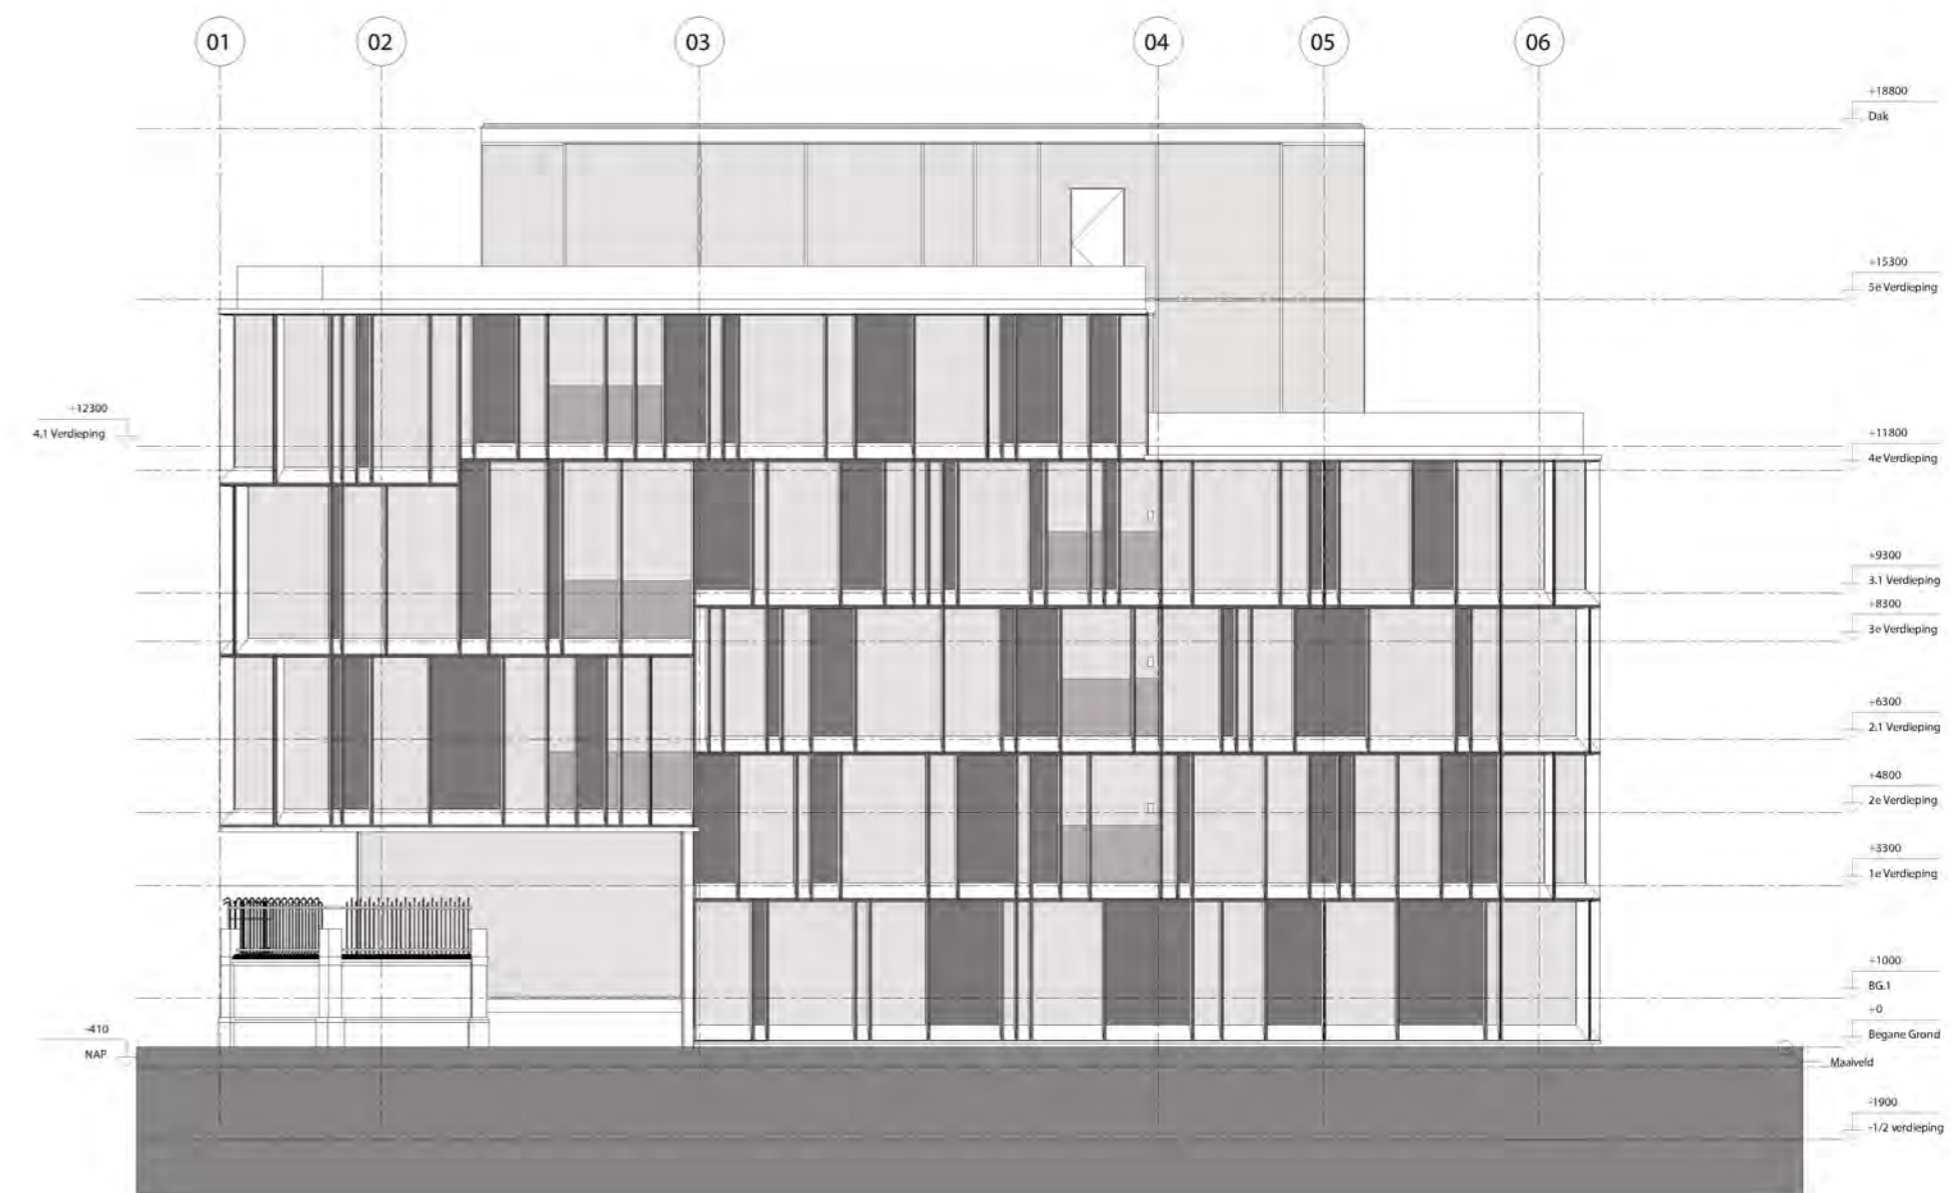 01 02 03 04 05 06
+18800
Dak
+15300
5e Verdieping
+12300
4.1 Verdieping
+11800
4e Verdieping
+9300
3.1 Verdieping
+8300
3e Verdieping
+6300
2.1 Verdieping
+4800
2e Verdieping
+3300
1e Verdieping
+1000
BG.1
+0
Begane Grond
-410
NAP
Maaiveld
-1900
-1/2 verdieping